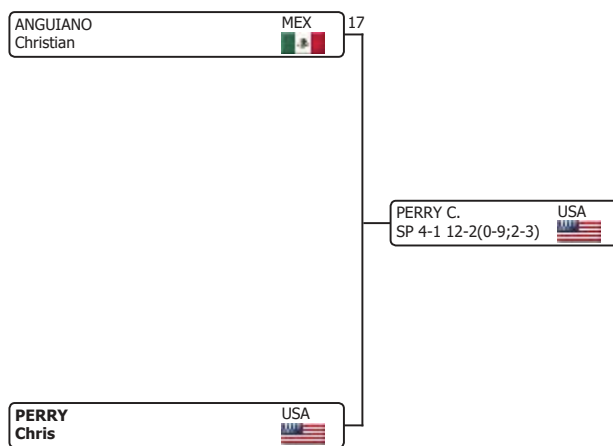 ANGUIANO MEX 17
Christian
PERRY C. USA
SP 4-1 12-2(0-9;2-3)
PERRY USA
Chris